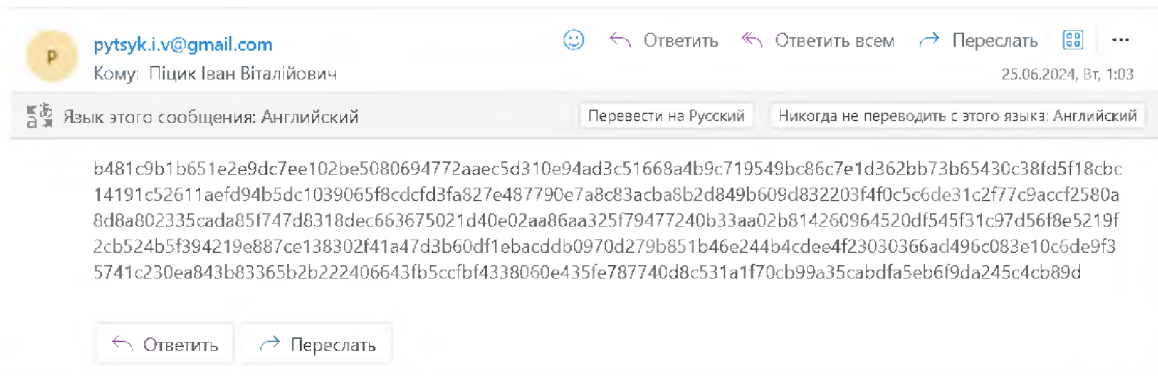 P
pytsyk.i.v@gmail.com
Ответить
Ответить всем
Переслать
Кому: Піцик Іван Віталійович
25.06.2024, Вт, 1:03
Язык этого сообщения: Английский
Перевести на Русский
Никогда не переводить с этого языка: Английский
b481c9b1b651e2e9dc7ee102be5080694772aaec5d310e94ad3c51668a4b9c719549bc86c7e1d362bb73b65430c38fd5f18cbc
14191c52611aefd94b5dc1039065f8cdcfd3fa827e487790e7a8c83acba8b2d849b609d832203f4f0c5c6de31c2f77c9accf2580a
8d8a802335cada85f747d8318dec663675021d40e02aa86aa325f79477240b33aa02b814260964520df545f31c97d56f8e5219f
2cb524b5f394219e887ce138302f41a47d3b60df1ebacddb0970d279b851b46e244b4cdee4f23030366ad496c083e10c6de9f3
5741c230ea843b83365b2b222406643fb5ccfbf4338060e435fe787740d8c531a1f70cb99a35cabdfa5eb6f9da245c4cb89d
Ответить
Переслать